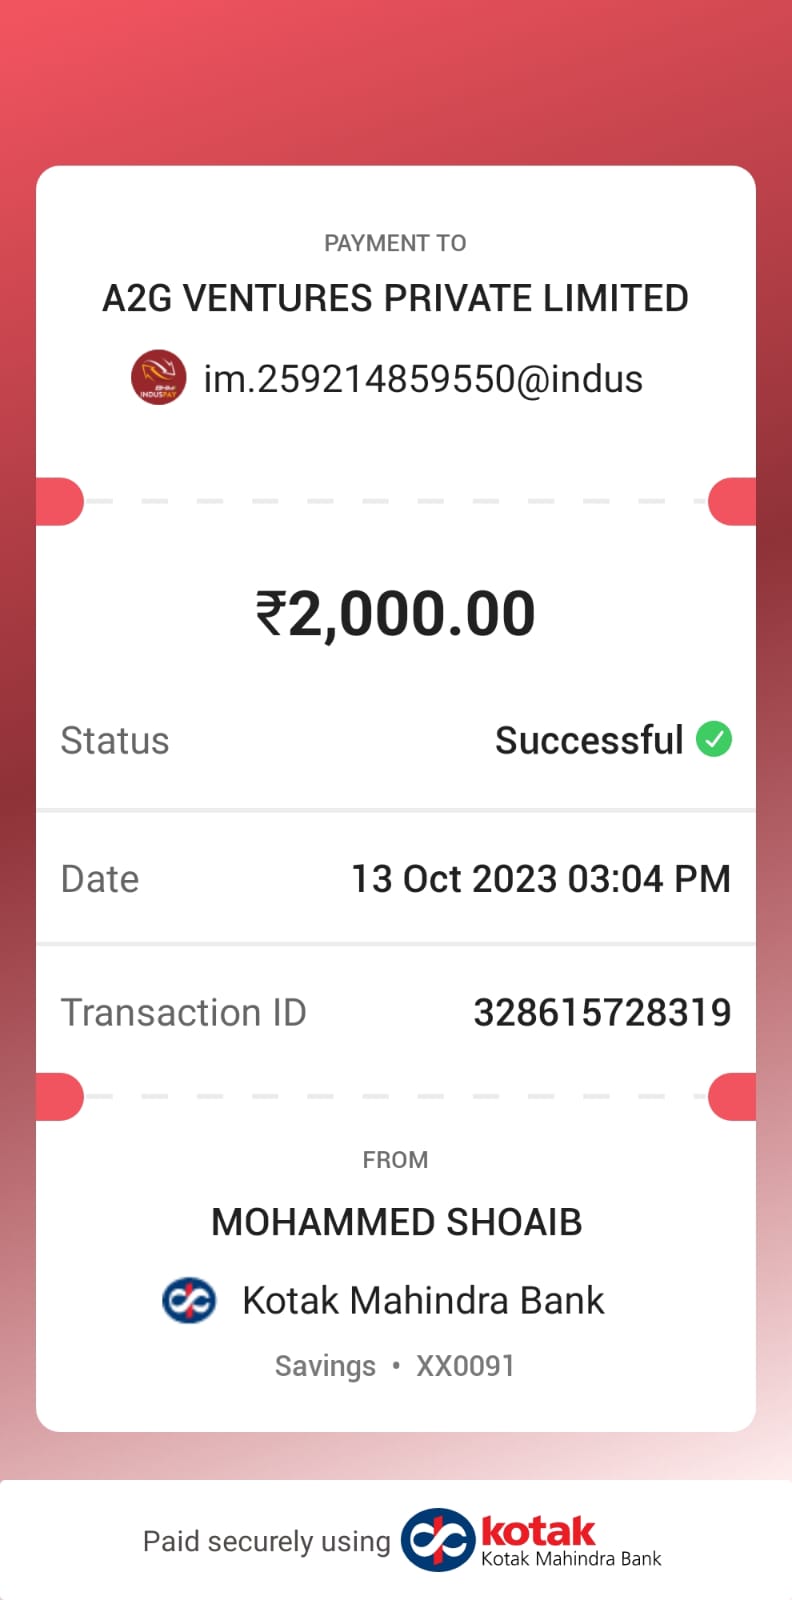 PAYMENT TO
A2G VENTURES PRIVATE LIMITED
BHIM
INDUSPAY
im.259214859550@indus
₹2,000.00
Status Successful
Date 13 Oct 2023 03:04 PM
Transaction ID 328615728319
FROM
MOHAMMED SHOAIB
Kotak Mahindra Bank
Savings • XX0091
Paid securely using kotak
Kotak Mahindra Bank